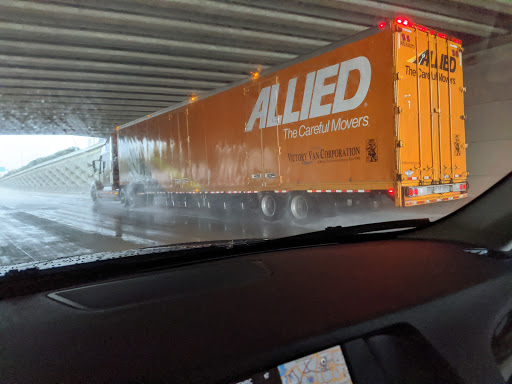 ALLIED
The Careful Movers
VICTORY VAN CORPORATION
ALLIED
The Careful Movers